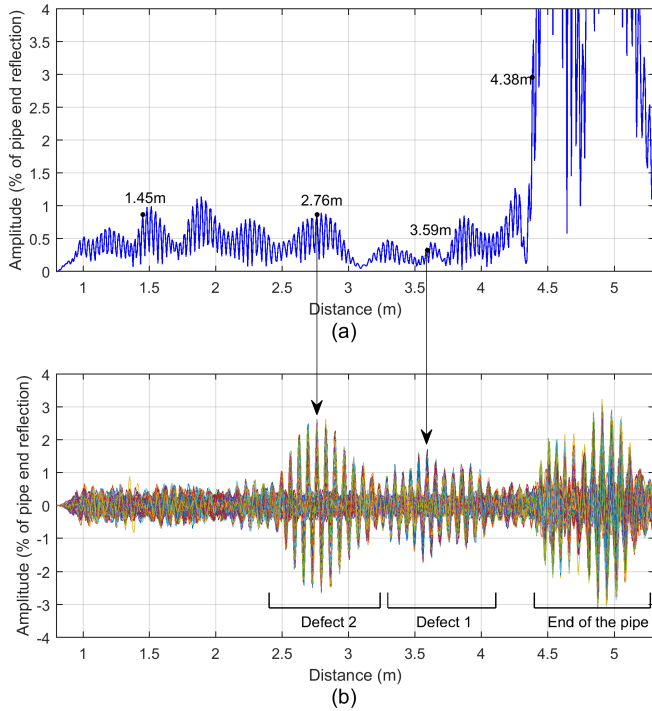 4
3.5
3
2.5
2
1.5
1
0.5
0
Amplitude (% of pipe end reflection)
1.45m
2.76m
3.59m
4.38m
1 1.5 2 2.5 3 3.5 4 4.5 5
Distance (m)
(a)
4
3
2
1
0
-1
-2
-3
-4
Amplitude (% of pipe end reflection)
Defect 2
Defect 1
End of the pipe
1 1.5 2 2.5 3 3.5 4 4.5 5
Distance (m)
(b)